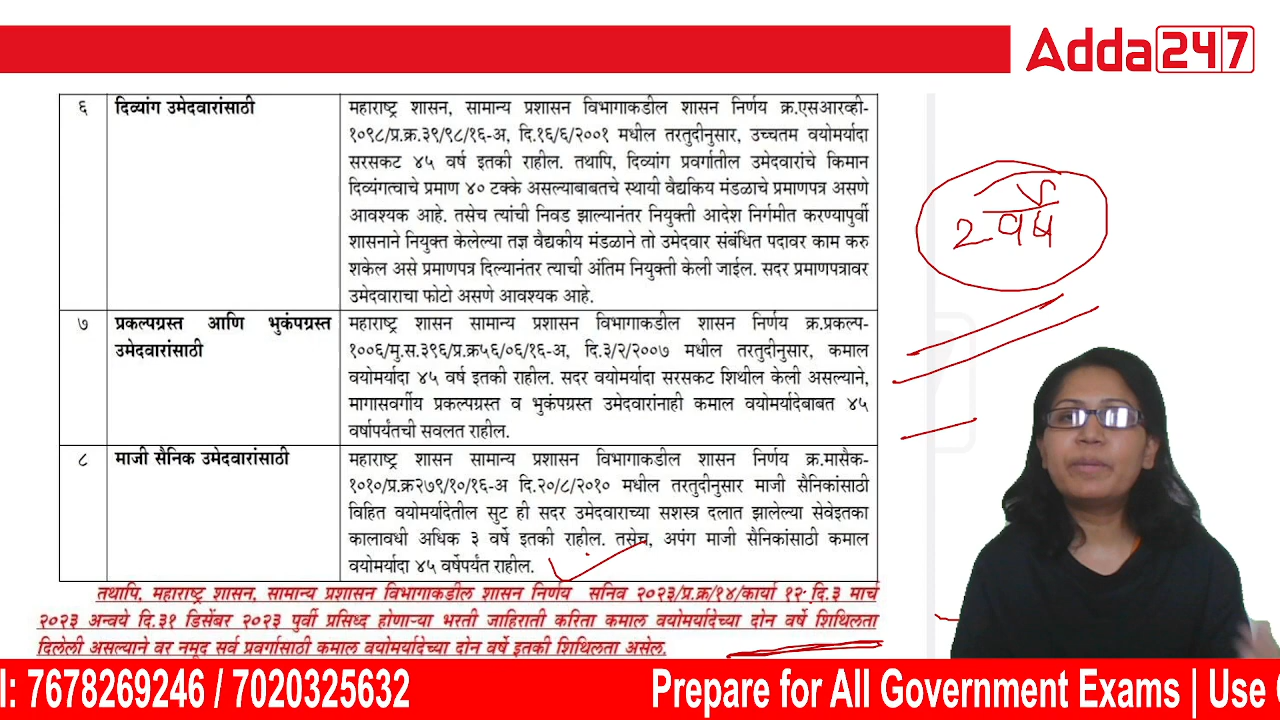 Adda247
६ दिव्यांग उमेदवारांसाठी महाराष्ट्र शासन, सामान्य प्रशासन विभागाकडील शासन निर्णय क्र.एसआरव्ही-
१०९८/प्र.क्र.३९/९८/१६-अ, दि.१६/६/२००१ मधील तरतुदीनुसार, उच्चतम वयोमर्यादा
सरसकट ४५ वर्ष इतकी राहील. तथापि, दिव्यांग प्रवर्गातील उमेदवारांचे किमान
दिव्यंगत्वाचे प्रमाण ४० टक्के असल्याबाबतचे स्थायी वैद्यकिय मंडळाचे प्रमाणपत्र असणे
आवश्यक आहे. तसेच त्यांची निवड झाल्यानंतर नियुक्ती आदेश निर्गमीत करण्यापुर्वी
शासनाने नियुक्त केलेल्या तज्ञ वैद्यकीय मंडळाने तो उमेदवार संबंधित पदावर काम करु
शकेल असे प्रमाणपत्र दिल्यानंतर त्याची अंतिम नियुक्ती केली जाईल. सदर प्रमाणपत्रावर
उमेदवाराचा फोटो असणे आवश्यक आहे.
2 वर्षे
७ प्रकल्पग्रस्त आणि भुकंपग्रस्त महाराष्ट्र शासन सामान्य प्रशासन विभागाकडील शासन निर्णय क्र.प्रकल्प-
उमेदवारांसाठी १००६/मु.स.३९६/प्र.क्र५६/०६/१६-अ, दि.३/२/२००७ मधील तरतुदीनुसार, कमाल
वयोमर्यादा ४५ वर्ष इतकी राहील. सदर वयोमर्यादा सरसकट शिथील केली असल्याने,
मागासवर्गीय प्रकल्पग्रस्त व भुकंपग्रस्त उमेदवारांनाही कमाल वयोमर्यादेबाबत ४५
वर्षापर्यंतची सवलत राहील.
८ माजी सैनिक उमेदवारांसाठी महाराष्ट्र शासन सामान्य प्रशासन विभागाकडील शासन निर्णय क्र.मासैक-
१०१०/प्र.क्र२७९/१०/१६-अ दि.२०/८/२०१० मधील तरतुदीनुसार माजी सैनिकांसाठी
विहित वयोमर्यादेतील सुट ही सदर उमेदवाराच्या सशस्त्र दलात झालेल्या सेवेइतका
कालावधी अधिक ३ वर्षे इतकी राहील. तसेच, अपंग माजी सैनिकांसाठी कमाल
वयोमर्यादा ४५ वर्षेपर्यंत राहील.
तथापि, महाराष्ट्र शासन, सामान्य प्रशासन विभागाकडील शासन निर्णय सनिव २०२३/प्र.क्र/१४/कार्या १२ दि.३ मार्च
२०२३ अन्वये दि.३१ डिसेंबर २०२३ पुर्वी प्रसिध्द होणाऱ्या भरती जाहिराती करिता कमाल वयोमर्यादेच्या दोन वर्षे शिथिलता
दिलेली असल्याने वर नमुद सर्व प्रवर्गासाठी कमाल वयोमर्यादेच्या दोन वर्षे इतकी शिथिलता असेल.
l: 7678269246 / 7020325632 Prepare for All Government Exams | Use